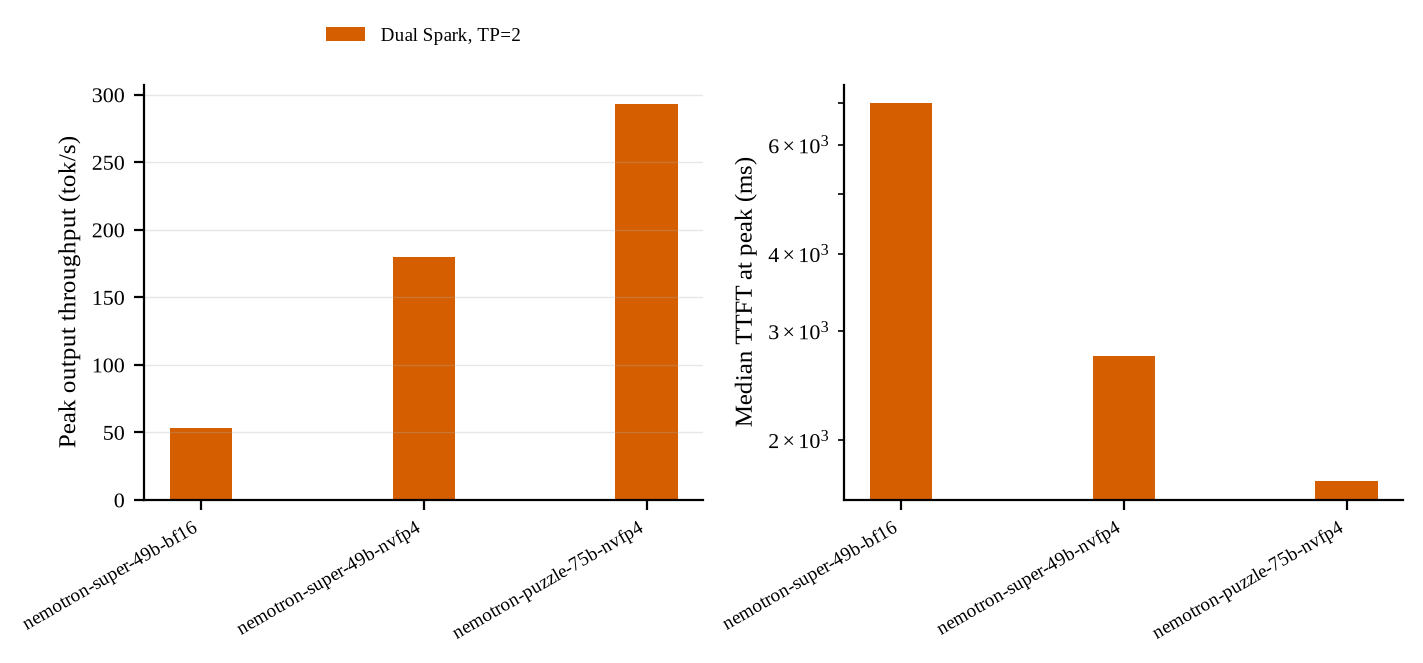 Dual Spark, TP=2
Peak output throughput (tok/s)
300
250
200
150
100
50
0
nemotron-super-49b-bf16
nemotron-super-49b-nvfp4
nemotron-puzzle-75b-nvfp4
Median TTFT at peak (ms)
6 × 10³
4 × 10³
3 × 10³
2 × 10³
nemotron-super-49b-bf16
nemotron-super-49b-nvfp4
nemotron-puzzle-75b-nvfp4